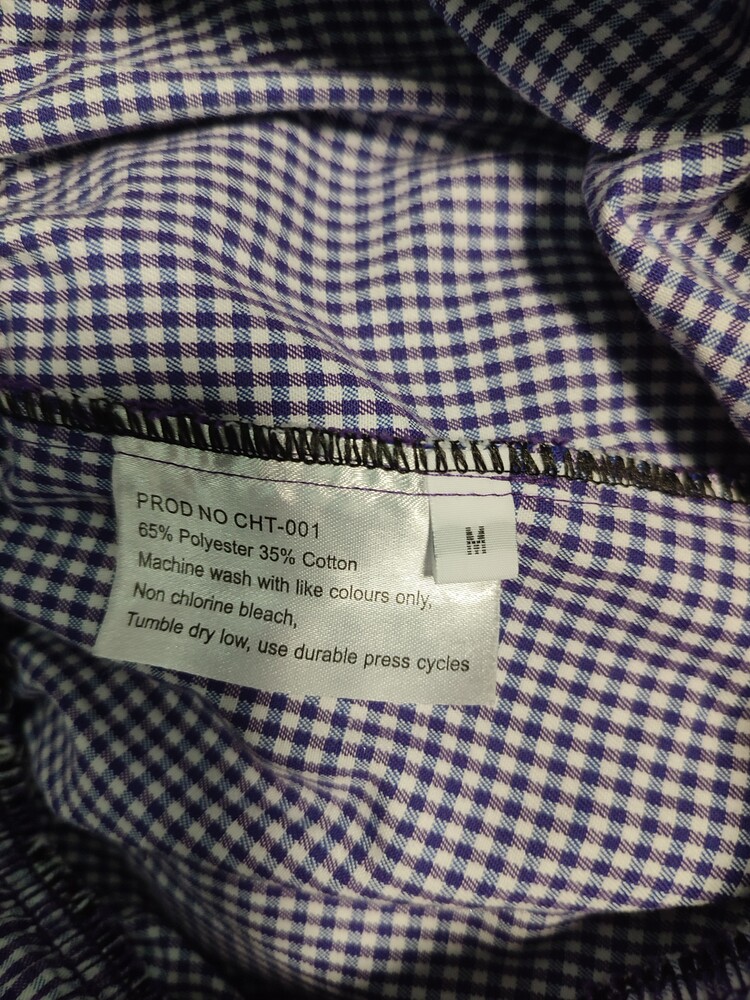 PROD NO CHT-001
65% Polyester 35% Cotton
Machine wash with like colours only,
Non chlorine bleach,
Tumble dry low, use durable press cycles
M